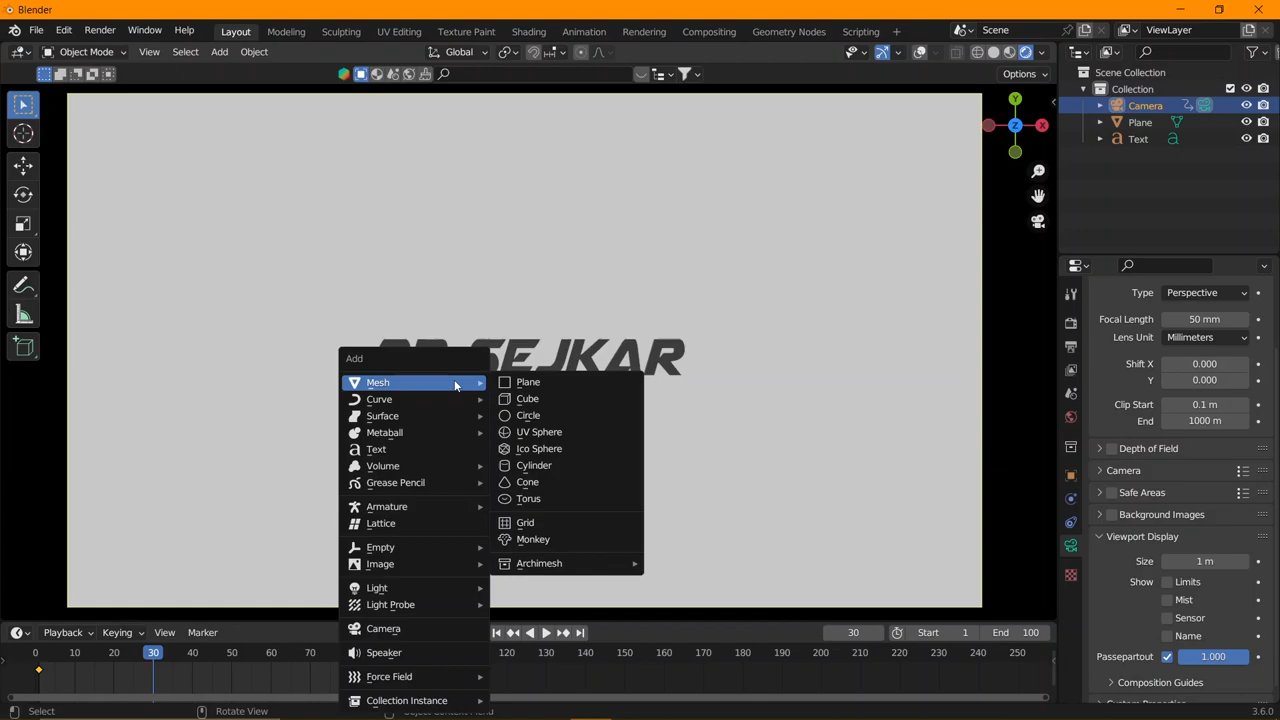 Blender
File Edit Render Window Help Layout Modeling Sculpting UV Editing Texture Paint Shading Animation Rendering Compositing Geometry Nodes Scripting + Scene ViewLayer
Object Mode View Select Add Object Global
Options
Y
Z X
Scene Collection
Collection
Camera
Plane
Text
SEJKAR
Add
Mesh
Curve
Surface
Metaball
Text
Volume
Grease Pencil
Armature
Lattice
Empty
Image
Light
Light Probe
Camera
Speaker
Force Field
Collection Instance
Plane
Cube
Circle
UV Sphere
Ico Sphere
Cylinder
Cone
Torus
Grid
Monkey
Archimesh
Type Perspective
Focal Length 50 mm
Lens Unit Millimeters
Shift X 0.000
Y 0.000
Clip Start 0.1 m
End 1000 m
Depth of Field
Camera
Safe Areas
Background Images
Viewport Display
Size 1 m
Show Limits
Mist
Sensor
Name
Passepartout 1.000
Composition Guides
Playback Keying View Marker 30 Start 1 End 100
0 10 20 30 40 50 60 70 120 130 140 150 160 170 180 190 200 210 220 230 240 250
Select Rotate View 3.6.0